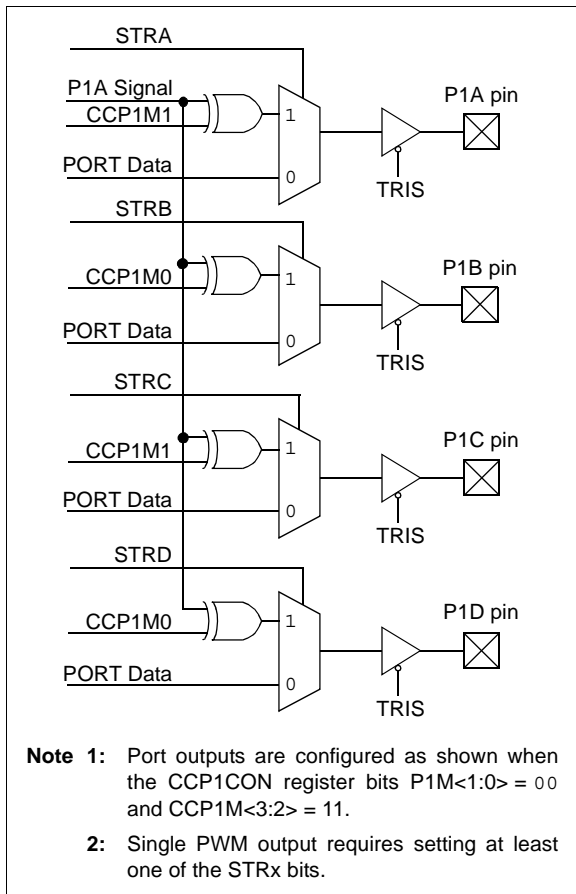 STRA
P1A Signal
CCP1M1
1
P1A pin
PORT Data
0
TRIS
STRB
CCP1M0
1
P1B pin
PORT Data
0
TRIS
STRC
CCP1M1
1
P1C pin
PORT Data
0
TRIS
STRD
CCP1M0
1
P1D pin
PORT Data
0
TRIS
Note 1: Port outputs are configured as shown when
the CCP1CON register bits P1M<1:0> = 00
and CCP1M<3:2> = 11.
2: Single PWM output requires setting at least
one of the STRx bits.